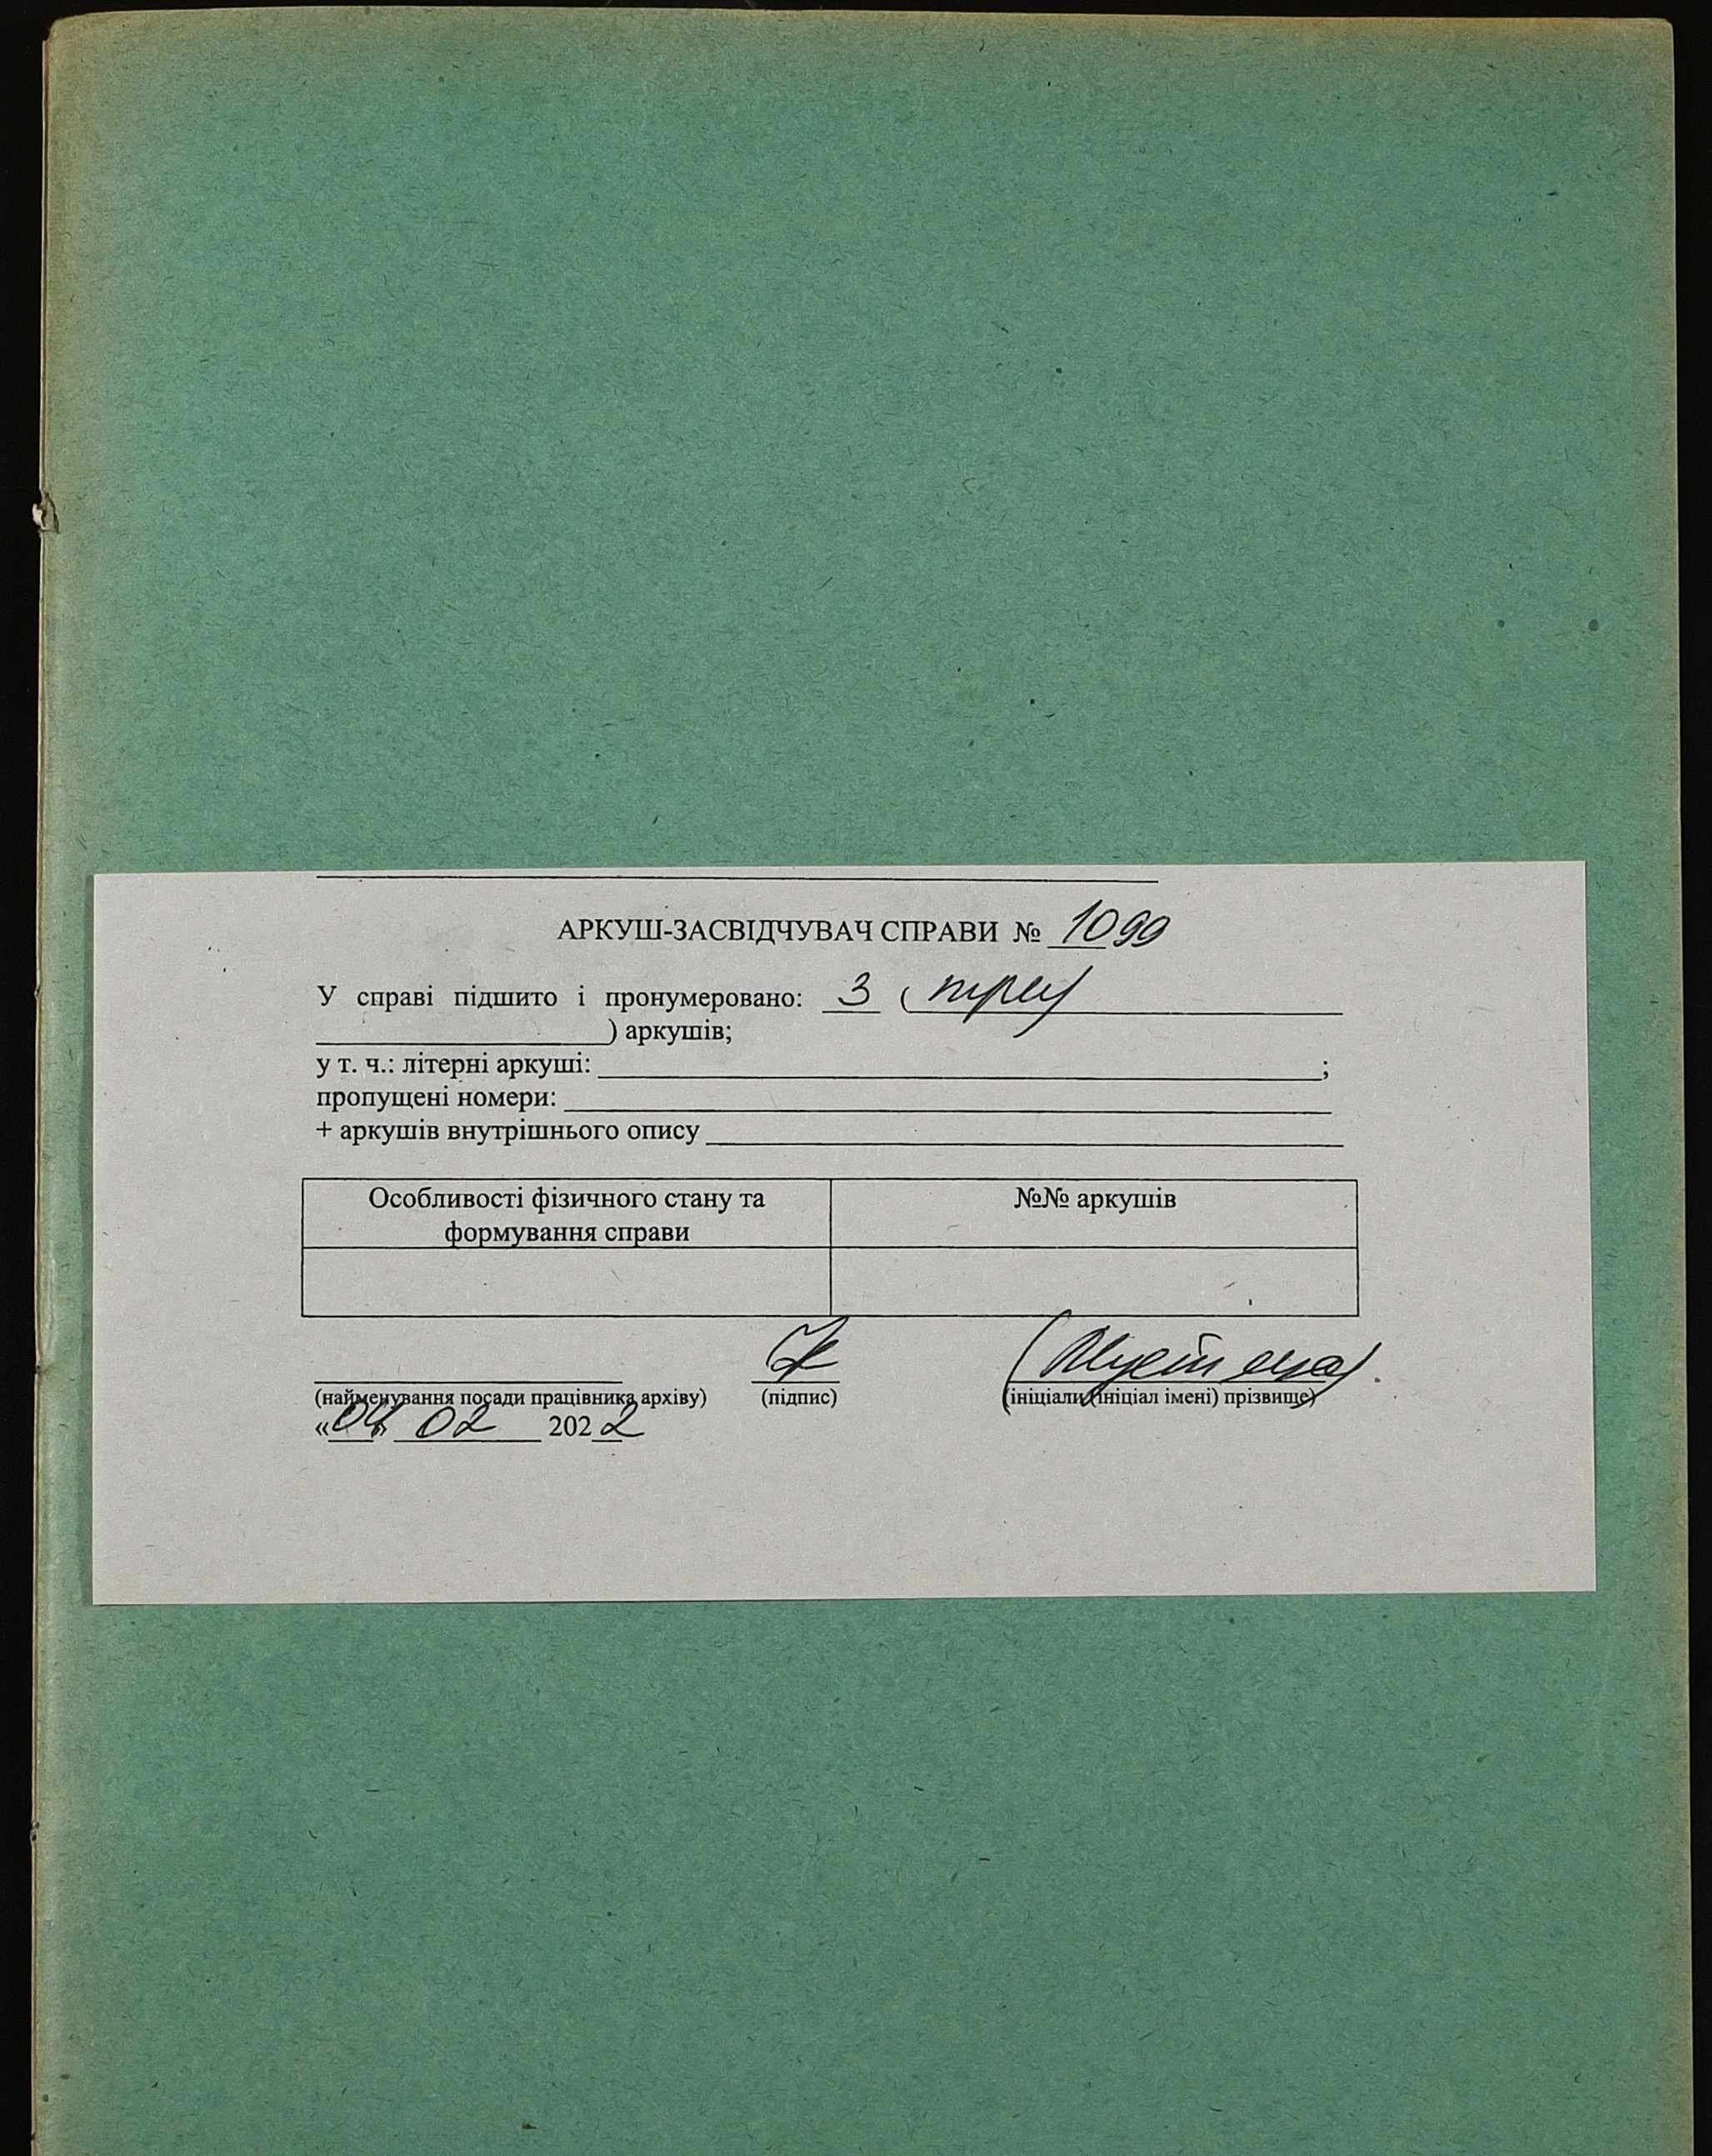 АРКУШ-ЗАСВІДЧУВАЧ СПРАВИ № 1099
У справі підшито і пронумеровано: 3 (три
) аркушів;
у т. ч.: літерні аркуші: ;
пропущені номери:
+ аркушів внутрішнього опису
Особливості фізичного стану та
формування справи
№№ аркушів
(найменування посади працівника архіву) (підпис) (ініціали (ініціал імені) прізвище)
«04» 02 2022